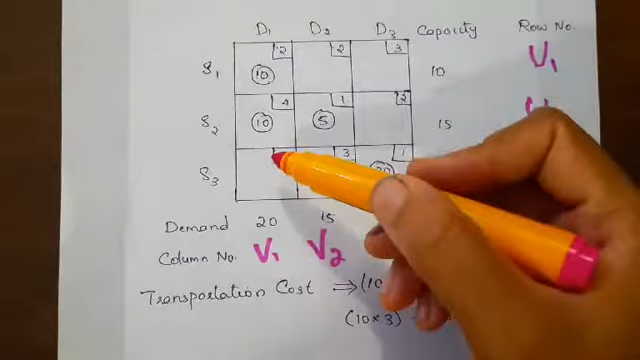 D1 D2 D3 Capacity Row No.
2 2 3
S1 10 10 V1
4 1 2
S2 10 5 15
3 1
S3
Demand 20 15
Column No. V1 V2
Transportation Cost ⇒ (10
(10×3)